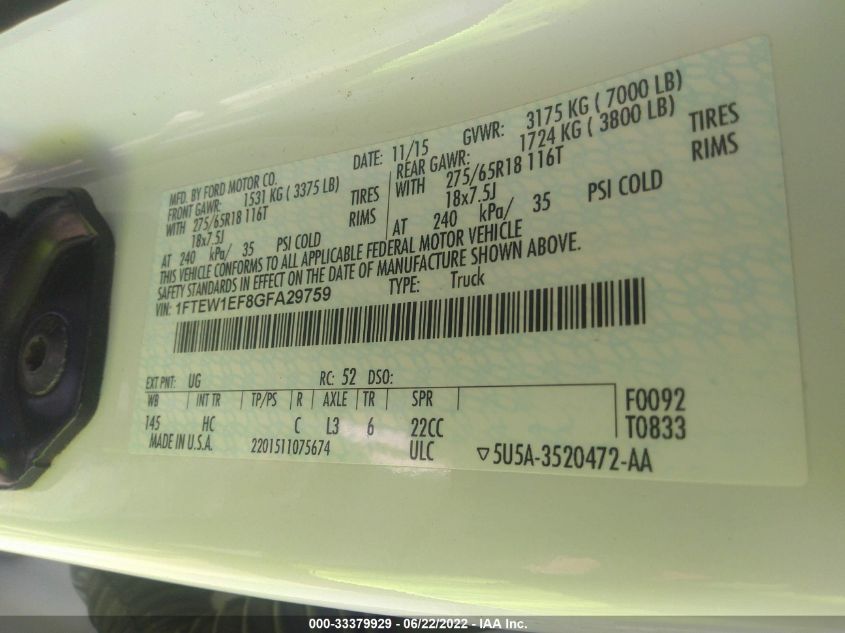 MFD. BY FORD MOTOR CO.
DATE: 11/15 GVWR: 3175 KG ( 7000 LB)
FRONT GAWR: 1531 KG ( 3375 LB) REAR GAWR: 1724 KG ( 3800 LB)
WITH 275/65R18 116T TIRES WITH 275/65R18 116T TIRES
18x7.5J RIMS 18x7.5J RIMS
AT 240 kPa/ 35 PSI COLD AT 240 kPa/ 35 PSI COLD
THIS VEHICLE CONFORMS TO ALL APPLICABLE FEDERAL MOTOR VEHICLE
SAFETY STANDARDS IN EFFECT ON THE DATE OF MANUFACTURE SHOWN ABOVE.
VIN: 1FTEW1EF8GFA29759 TYPE: Truck
EXT PNT: UG RC: 52 DSO:
WB INT TR TP/PS R AXLE TR SPR F0092
145 HC C L3 6 22CC T0833
MADE IN U.S.A. 2201511075674 ULC ▽5U5A-3520472-AA
000-33379929 - 06/22/2022 - IAA Inc.